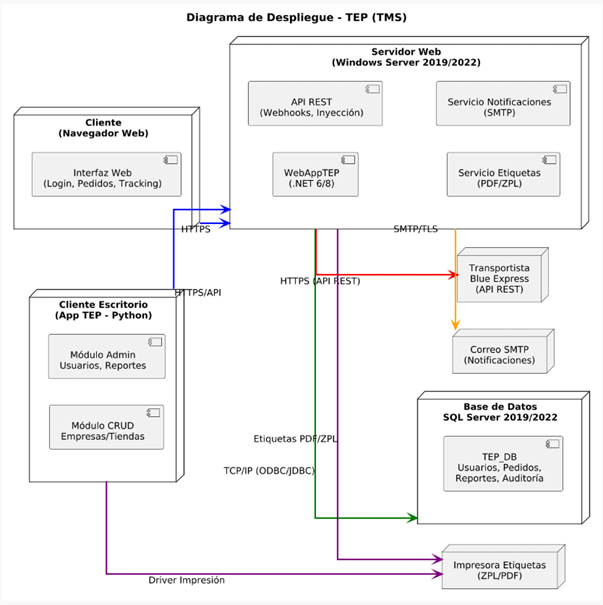 Diagrama de Despliegue - TEP (TMS)
Servidor Web
(Windows Server 2019/2022)
API REST
(Webhooks, Inyección)
Servicio Notificaciones
(SMTP)
WebAppTEP
(.NET 6/8)
Servicio Etiquetas
(PDF/ZPL)
Cliente
(Navegador Web)
Interfaz Web
(Login, Pedidos, Tracking)
HTTPS
SMTP/TLS
HTTPS/API
HTTPS (API REST)
Transportista
Blue Express
(API REST)
Cliente Escritorio
(App TEP - Python)
Módulo Admin
Usuarios, Reportes
Módulo CRUD
Empresas/Tiendas
Correo SMTP
(Notificaciones)
Base de Datos
SQL Server 2019/2022
TEP_DB
Usuarios, Pedidos,
Reportes, Auditoría
Etiquetas PDF/ZPL
TCP/IP (ODBC/JDBC)
Impresora Etiquetas
(ZPL/PDF)
Driver Impresión